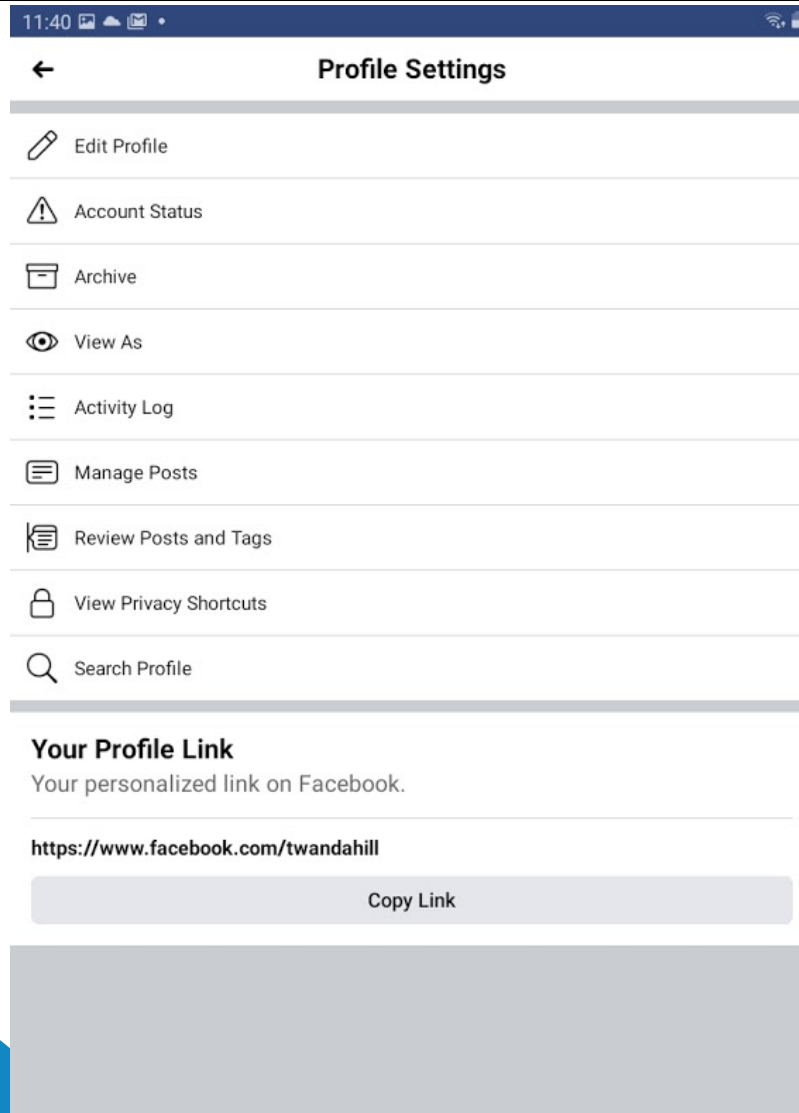 11:40
Profile Settings
Edit Profile
Account Status
Archive
View As
Activity Log
Manage Posts
Review Posts and Tags
View Privacy Shortcuts
Search Profile
Your Profile Link
Your personalized link on Facebook.
https://www.facebook.com/twandahill
Copy Link